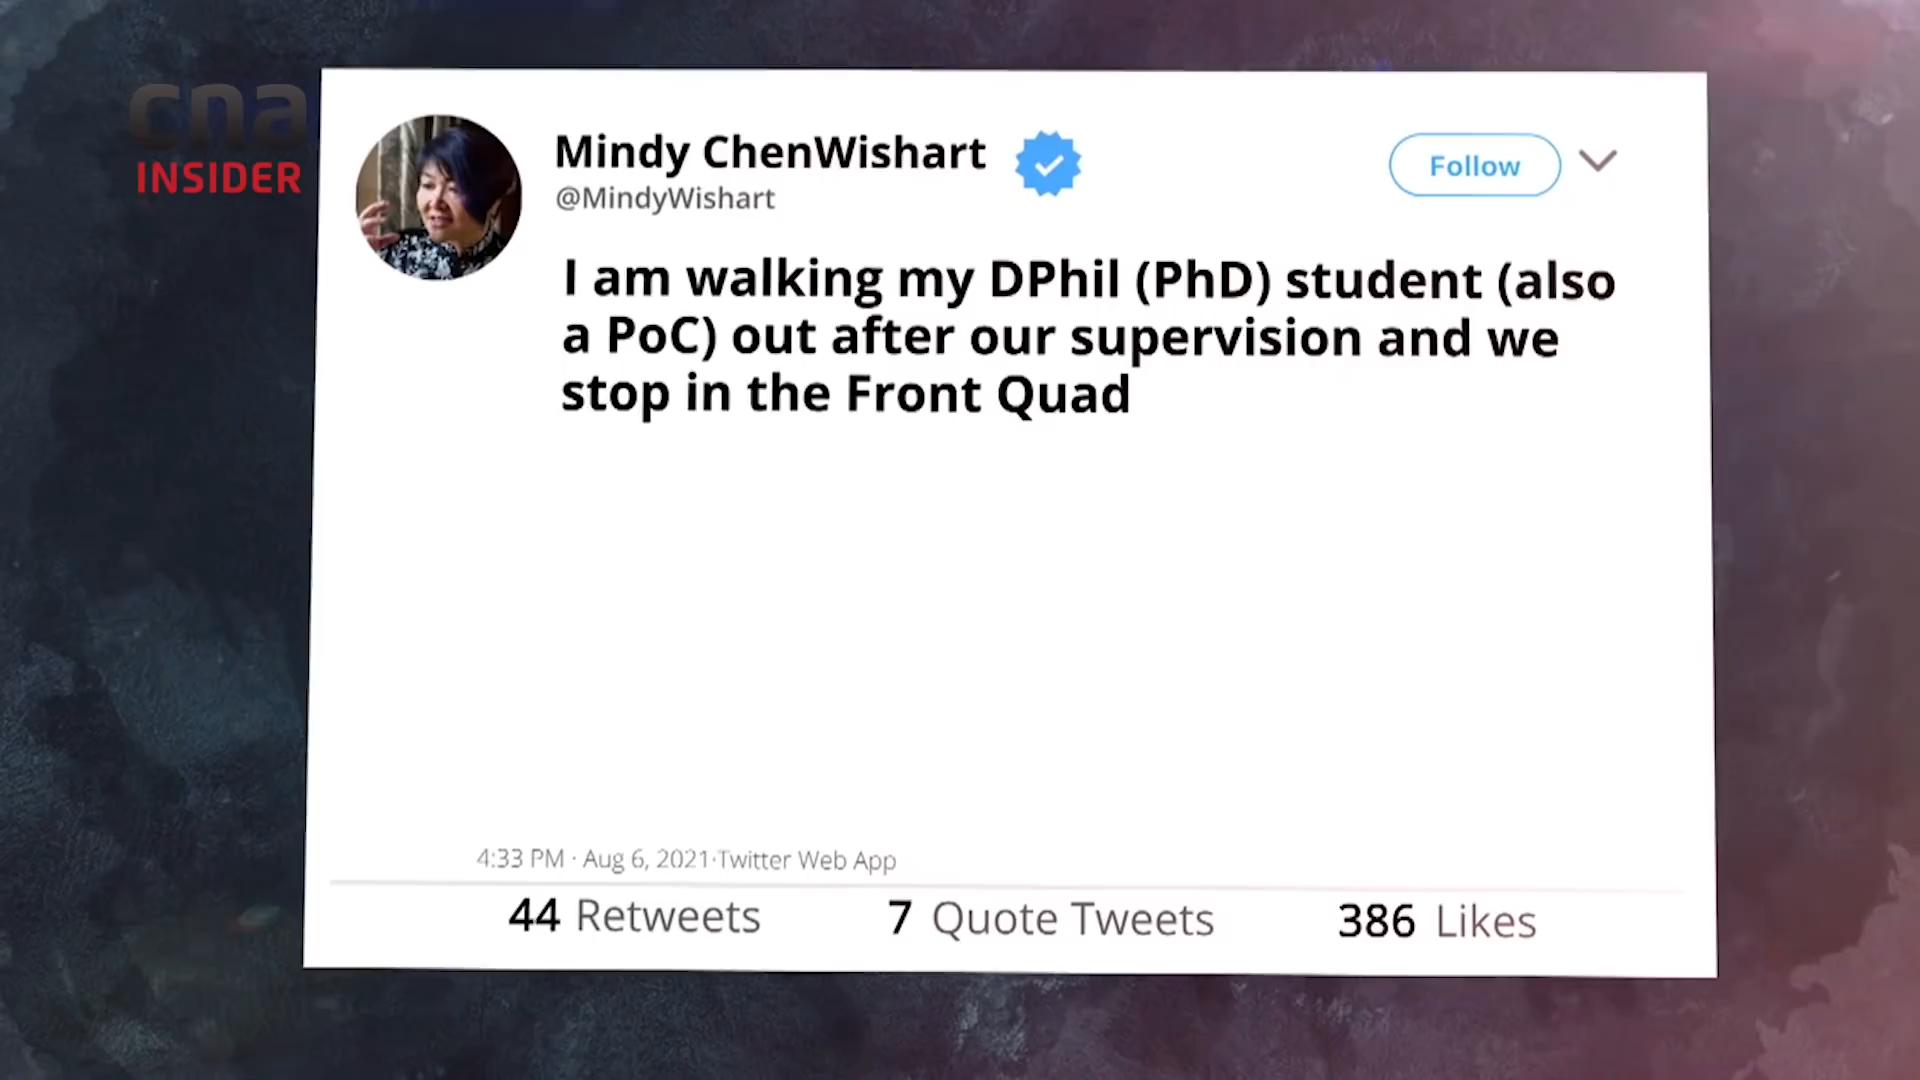 cna
INSIDER
Mindy ChenWishart
@MindyWishart
Follow
I am walking my DPhil (PhD) student (also
a PoC) out after our supervision and we
stop in the Front Quad
4:33 PM · Aug 6, 2021·Twitter Web App
44 Retweets 7 Quote Tweets 386 Likes